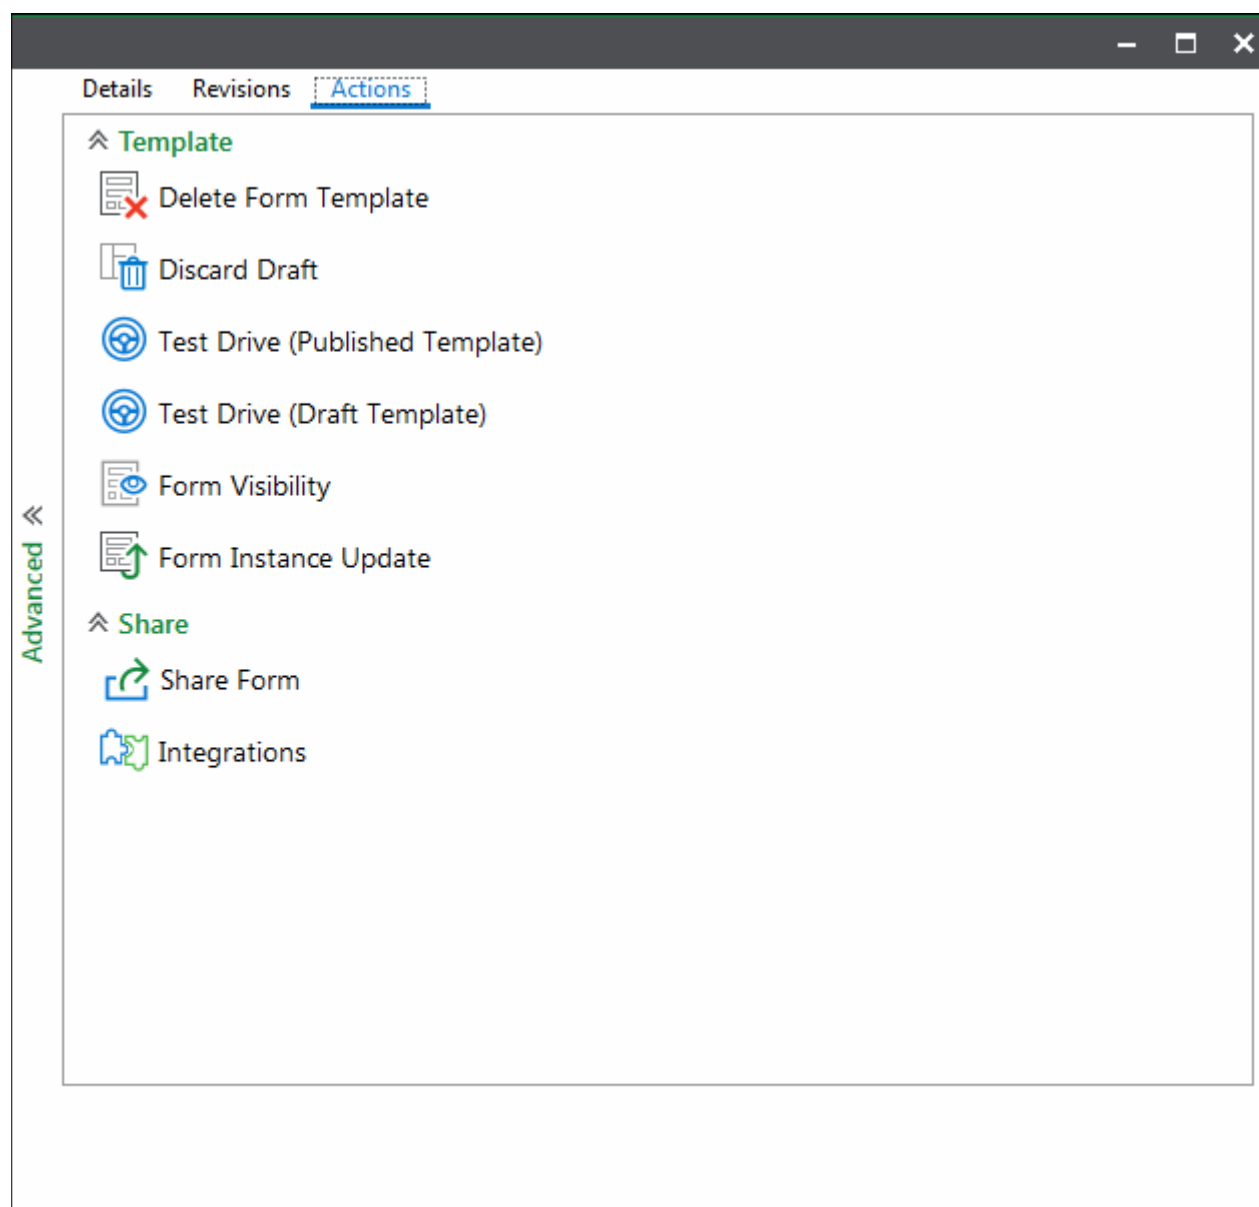 Details Revisions Actions
Template
Delete Form Template
Discard Draft
Test Drive (Published Template)
Test Drive (Draft Template)
Form Visibility
Form Instance Update
Share
Share Form
Integrations
Advanced